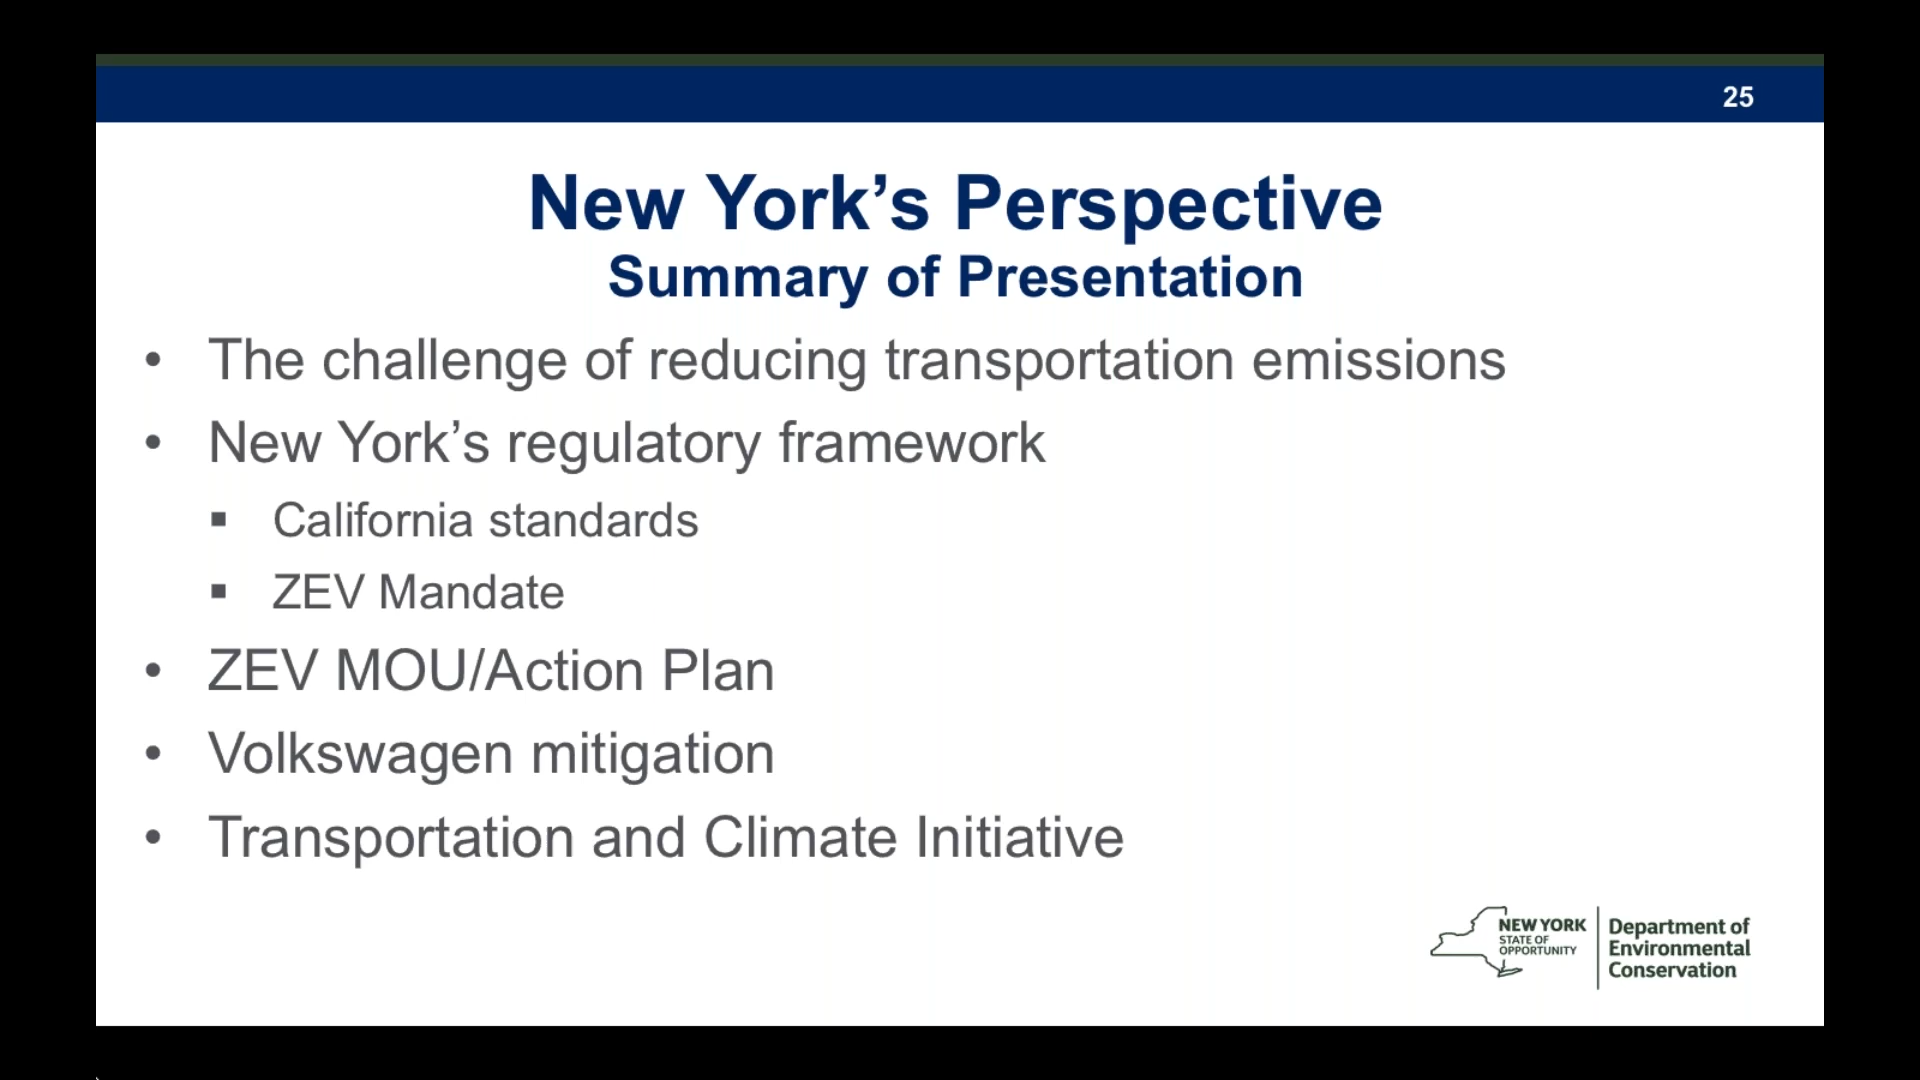 25
New York’s Perspective
Summary of Presentation
• The challenge of reducing transportation emissions
• New York’s regulatory framework
▪ California standards
▪ ZEV Mandate
• ZEV MOU/Action Plan
• Volkswagen mitigation
• Transportation and Climate Initiative
NEW YORK
STATE OF
OPPORTUNITY
Department of
Environmental
Conservation